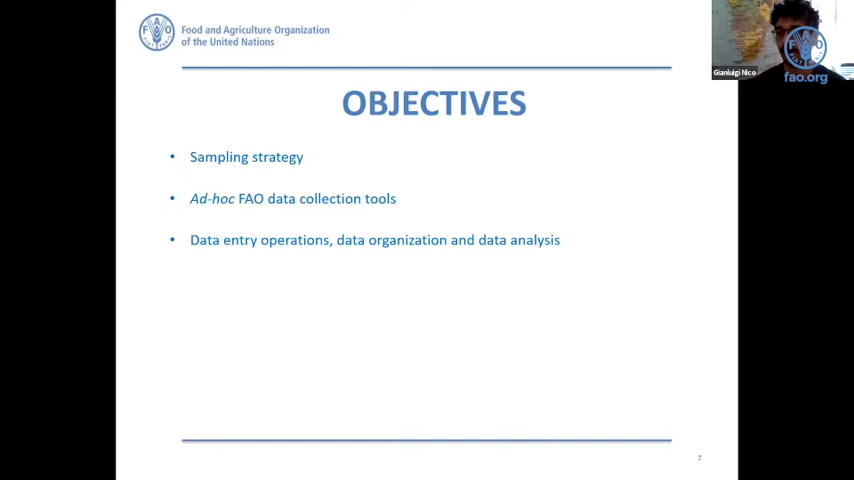 Food and Agriculture Organization
of the United Nations
OBJECTIVES
• Sampling strategy
• Ad-hoc FAO data collection tools
• Data entry operations, data organization and data analysis
Gianluigi Nico
fao.org